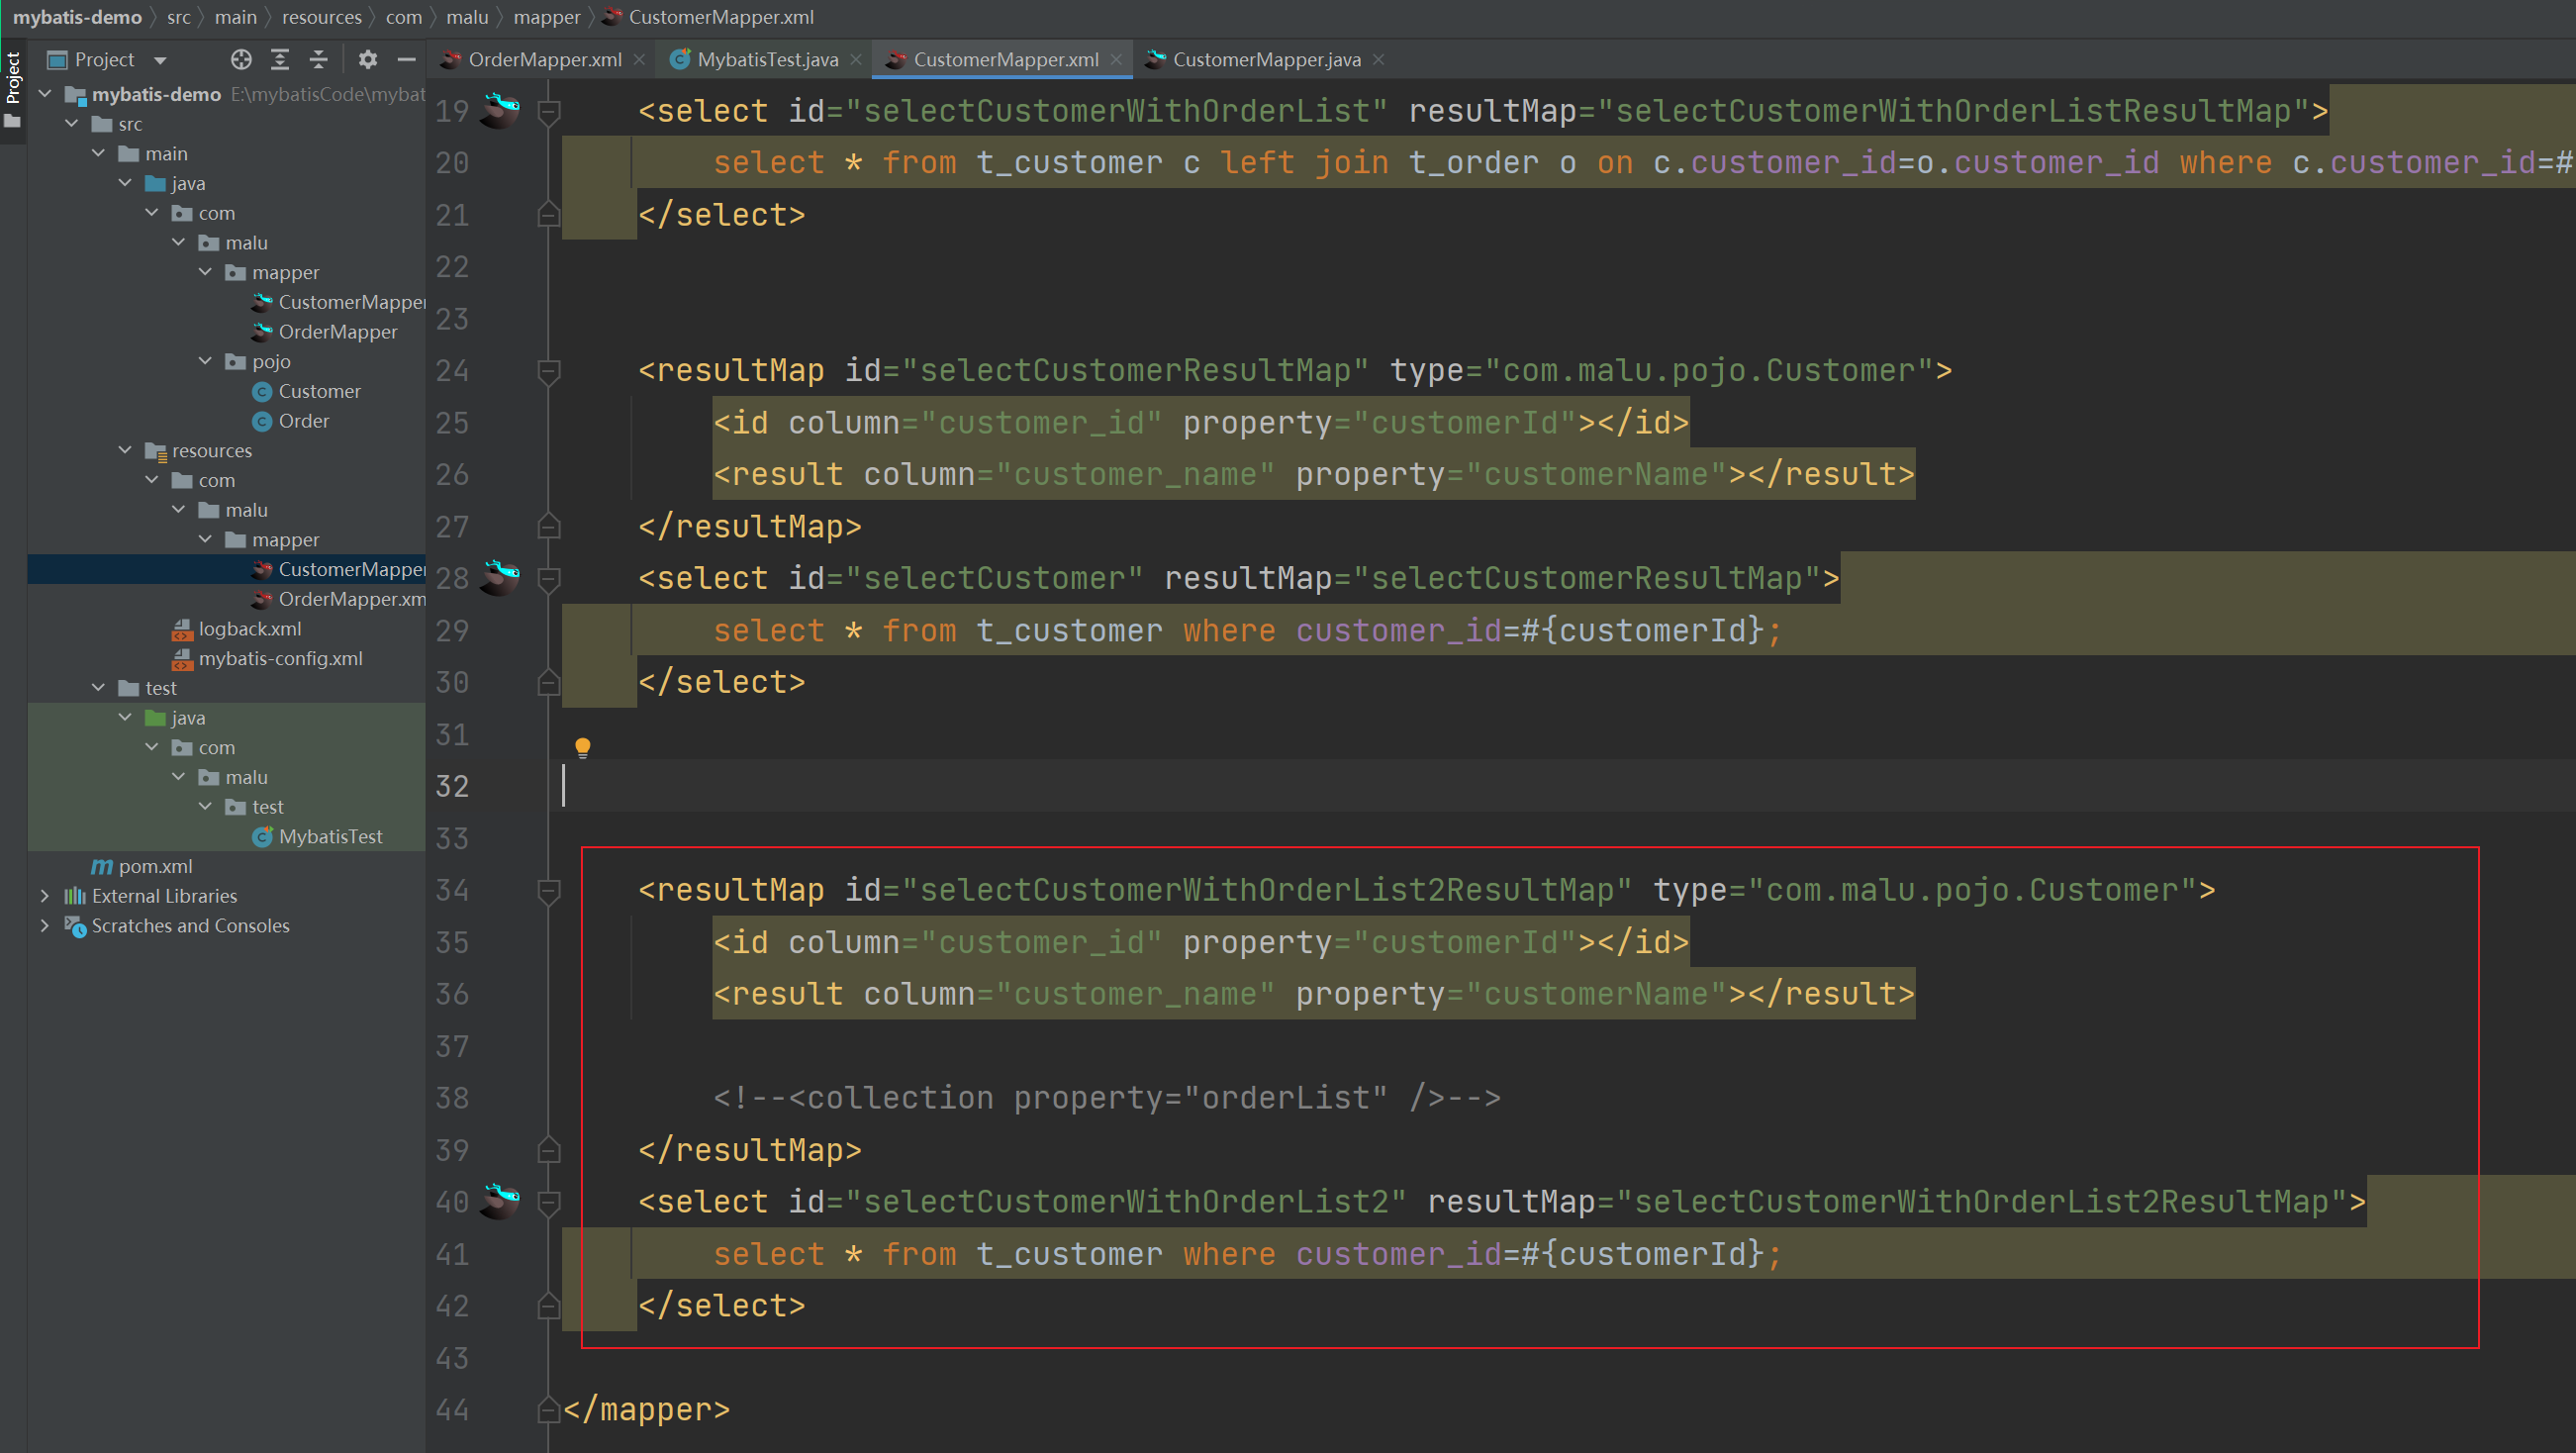 mybatis-demo src main resources com malu mapper CustomerMapper.xml
Project
Project
OrderMapper.xml MybatisTest.java CustomerMapper.xml CustomerMapper.java
mybatis-demo E:\mybatisCode\mybat
src
main
java
com
malu
mapper
CustomerMapper
OrderMapper
pojo
Customer
Order
resources
com
malu
mapper
CustomerMapper
OrderMapper.xm
logback.xml
mybatis-config.xml
test
java
com
malu
test
MybatisTest
pom.xml
External Libraries
Scratches and Consoles
19 <select id="selectCustomerWithOrderList" resultMap="selectCustomerWithOrderListResultMap">
20 select * from t_customer c left join t_order o on c.customer_id=o.customer_id where c.customer_id=#
21 </select>
22
23
24 <resultMap id="selectCustomerResultMap" type="com.malu.pojo.Customer">
25 <id column="customer_id" property="customerId"></id>
26 <result column="customer_name" property="customerName"></result>
27 </resultMap>
28 <select id="selectCustomer" resultMap="selectCustomerResultMap">
29 select * from t_customer where customer_id=#{customerId};
30 </select>
31
32
33
34 <resultMap id="selectCustomerWithOrderList2ResultMap" type="com.malu.pojo.Customer">
35 <id column="customer_id" property="customerId"></id>
36 <result column="customer_name" property="customerName"></result>
37
38 <!--<collection property="orderList" />-->
39 </resultMap>
40 <select id="selectCustomerWithOrderList2" resultMap="selectCustomerWithOrderList2ResultMap">
41 select * from t_customer where customer_id=#{customerId};
42 </select>
43
44 </mapper>